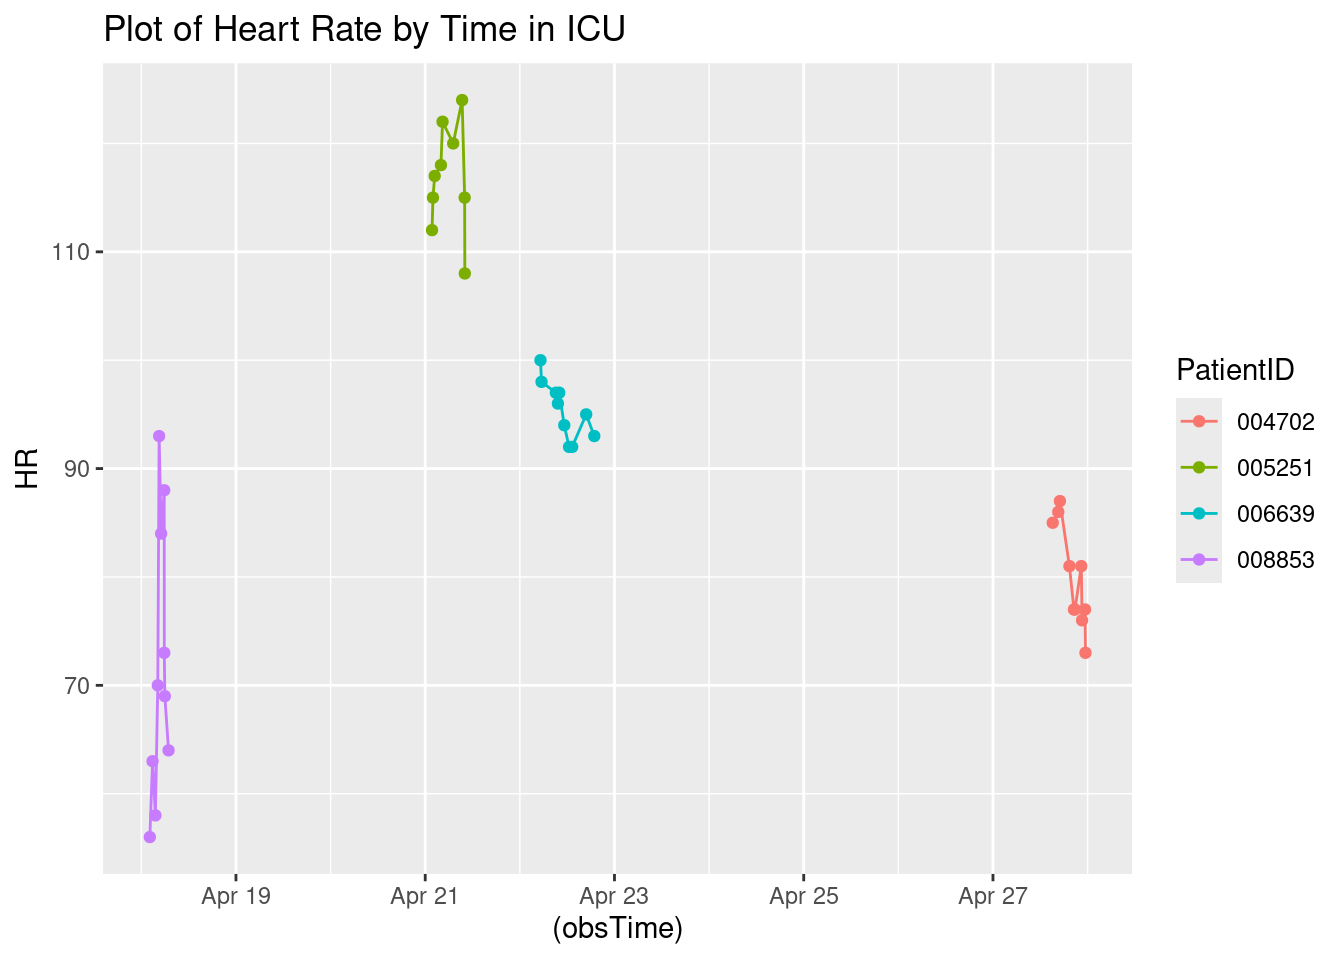 Plot of Heart Rate by Time in ICU
110
90
70
HR
Apr 19
Apr 21
Apr 23
Apr 25
Apr 27
(obsTime)
PatientID
004702
005251
006639
008853